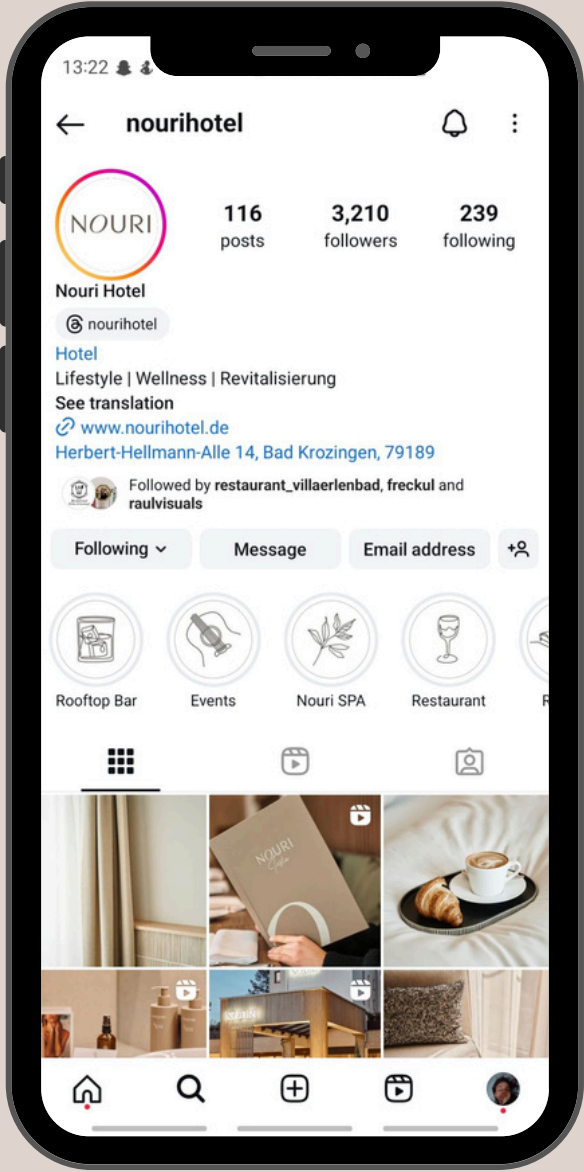 13:22
nourihotel
NOURI
116 3,210 239
posts followers following
Nouri Hotel
nourihotel
Hotel
Lifestyle | Wellness | Revitalisierung
See translation
www.nourihotel.de
Herbert-Hellmann-Alle 14, Bad Krozingen, 79189
Followed by restaurant_villaerlenbad, freckul and
raulvisuals
Following Message Email address
Rooftop Bar Events Nouri SPA Restaurant R
NOURI